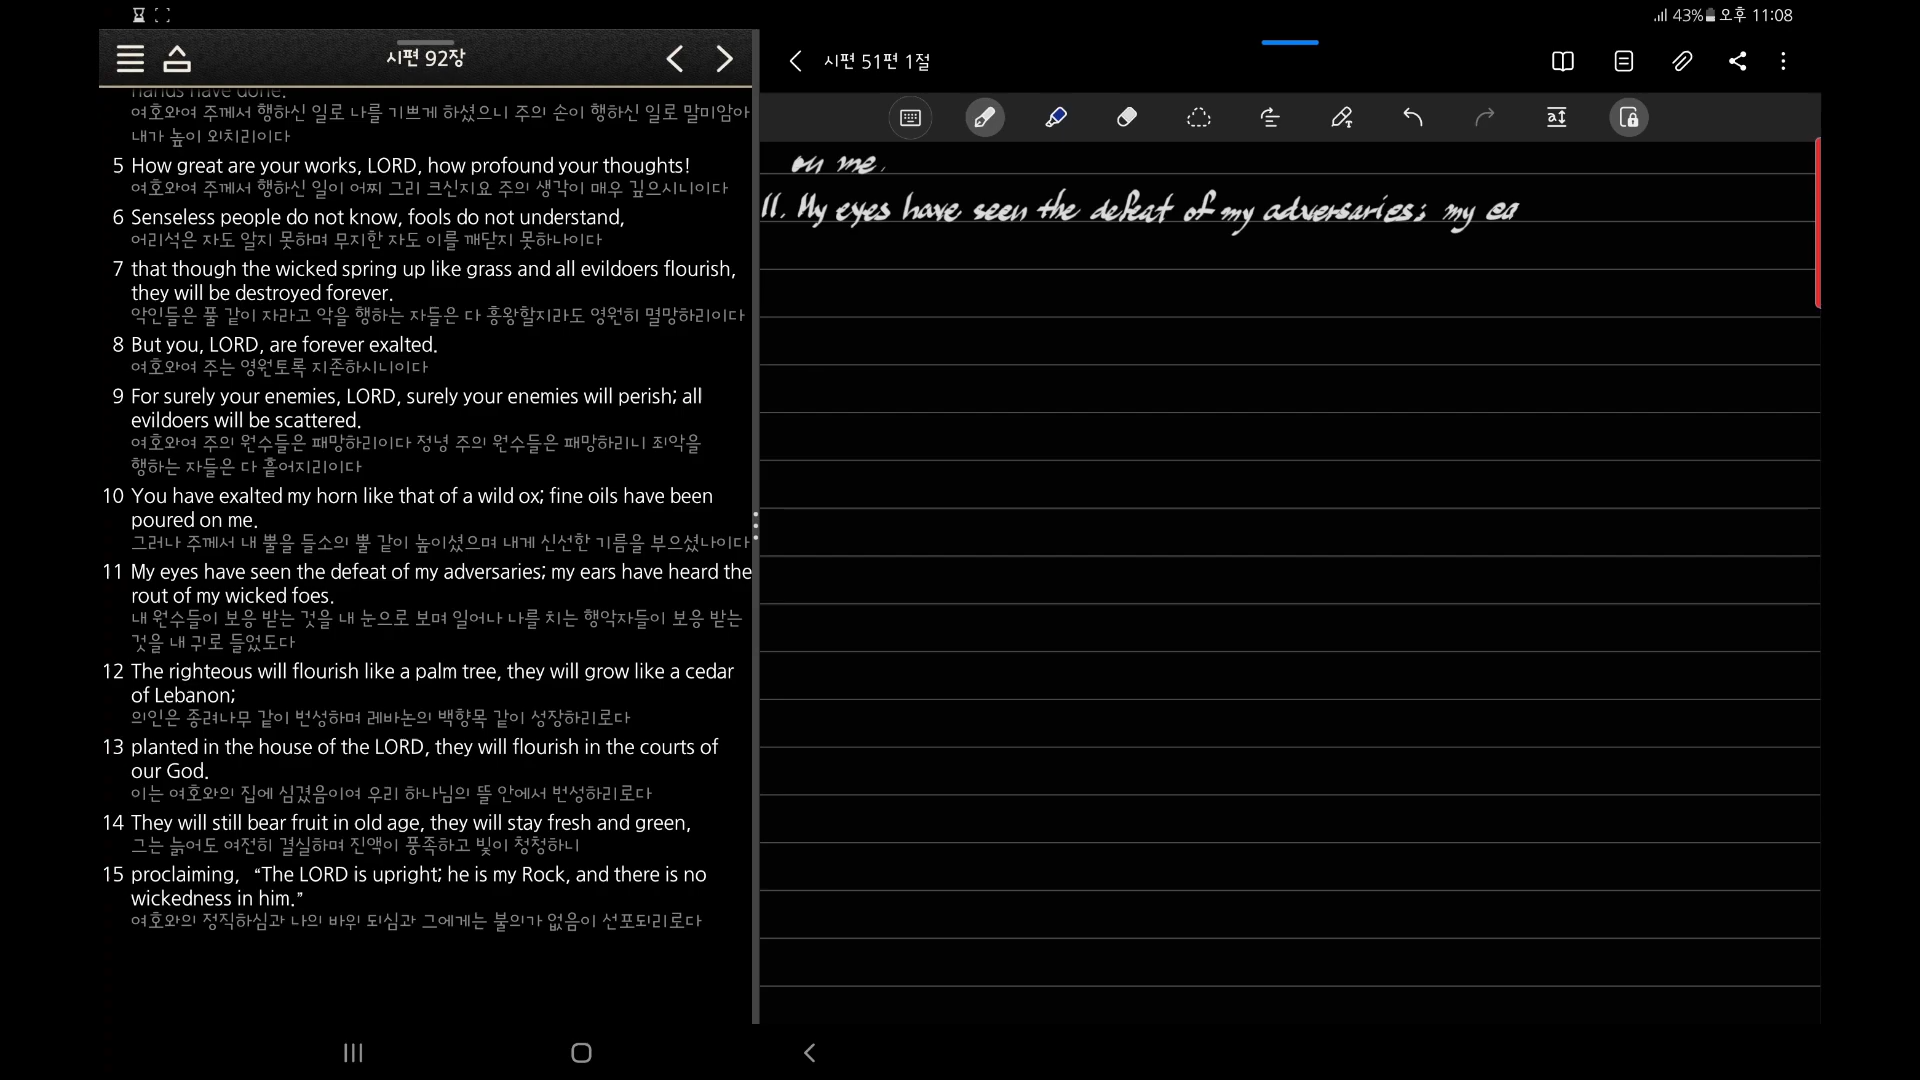 43% 오후 11:08
시편 92장
hands have done.
여호와여 주께서 행하신 일로 나를 기쁘게 하셨으니 주의 손이 행하신 일로 말미암아
내가 높이 외치리이다
5 How great are your works, LORD, how profound your thoughts!
여호와여 주께서 행하신 일이 어찌 그리 크신지요 주의 생각이 매우 깊으시니이다
6 Senseless people do not know, fools do not understand,
어리석은 자도 알지 못하며 무지한 자도 이를 깨닫지 못하나이다
7 that though the wicked spring up like grass and all evildoers flourish,
they will be destroyed forever.
악인들은 풀 같이 자라고 악을 행하는 자들은 다 흥왕할지라도 영원히 멸망하리이다
8 But you, LORD, are forever exalted.
여호와여 주는 영원토록 지존하시니이다
9 For surely your enemies, LORD, surely your enemies will perish; all
evildoers will be scattered.
여호와여 주의 원수들은 패망하리이다 정녕 주의 원수들은 패망하리니 죄악을
행하는 자들은 다 흩어지리이다
10 You have exalted my horn like that of a wild ox; fine oils have been
poured on me.
그러나 주께서 내 뿔을 들소의 뿔 같이 높이셨으며 내게 신선한 기름을 부으셨나이다
11 My eyes have seen the defeat of my adversaries; my ears have heard the
rout of my wicked foes.
내 원수들이 보응 받는 것을 내 눈으로 보며 일어나 나를 치는 행악자들이 보응 받는
것을 내 귀로 들었도다
12 The righteous will flourish like a palm tree, they will grow like a cedar
of Lebanon;
의인은 종려나무 같이 번성하며 레바논의 백향목 같이 성장하리로다
13 planted in the house of the LORD, they will flourish in the courts of
our God.
이는 여호와의 집에 심겼음이여 우리 하나님의 뜰 안에서 번성하리로다
14 They will still bear fruit in old age, they will stay fresh and green,
그는 늙어도 여전히 결실하며 진액이 풍족하고 빛이 청청하니
15 proclaiming, “The LORD is upright; he is my Rock, and there is no
wickedness in him.”
여호와의 정직하심과 나의 바위 되심과 그에게는 불의가 없음이 선포되리로다
시편 51편 1절
on me.
11. My eyes have seen the defeat of my adversaries; my ea